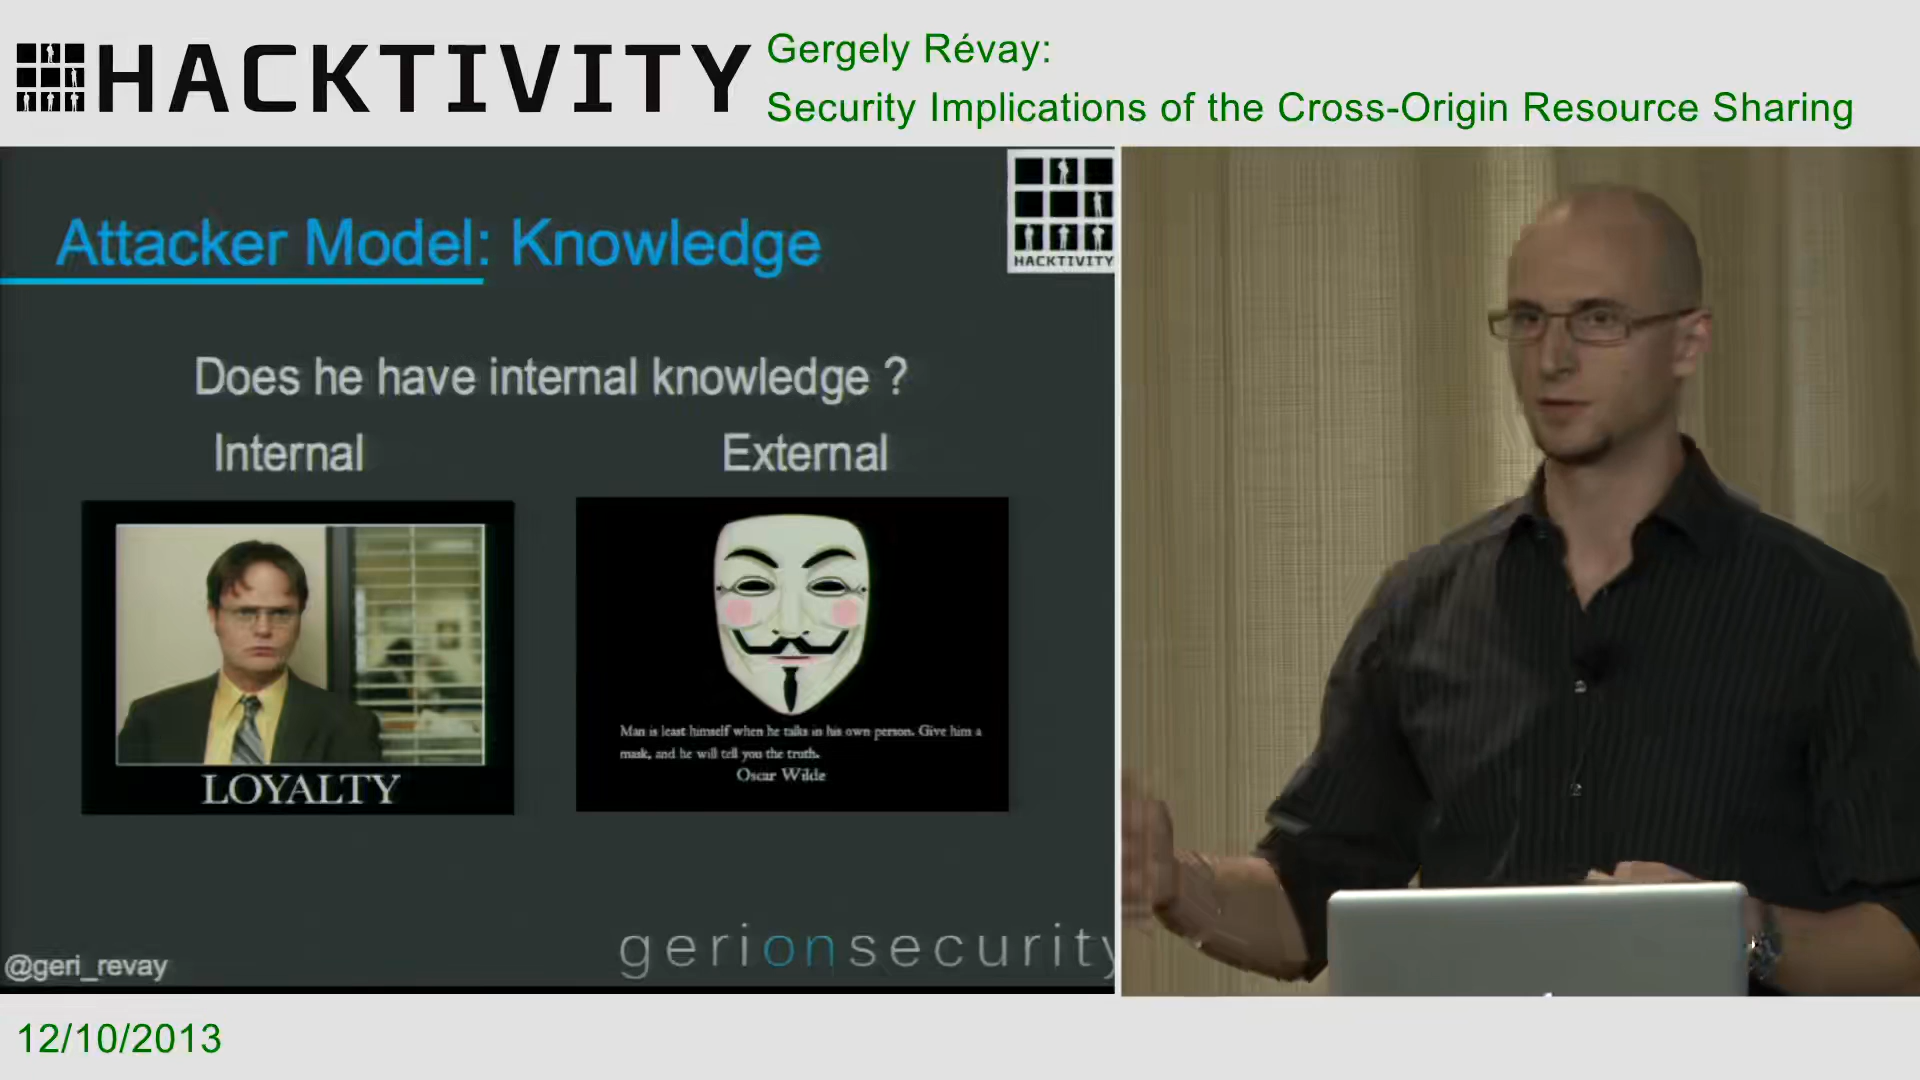 HACKTIVITY
Gergely Révay:
Security Implications of the Cross-Origin Resource Sharing
HACKTIVITY
Attacker Model: Knowledge
Does he have internal knowledge ?
Internal
External
LOYALTY
Man is least himself when he talks in his own person. Give him a
mask, and he will tell you the truth.
Oscar Wilde
gerionsecurity
@geri_revay
12/10/2013